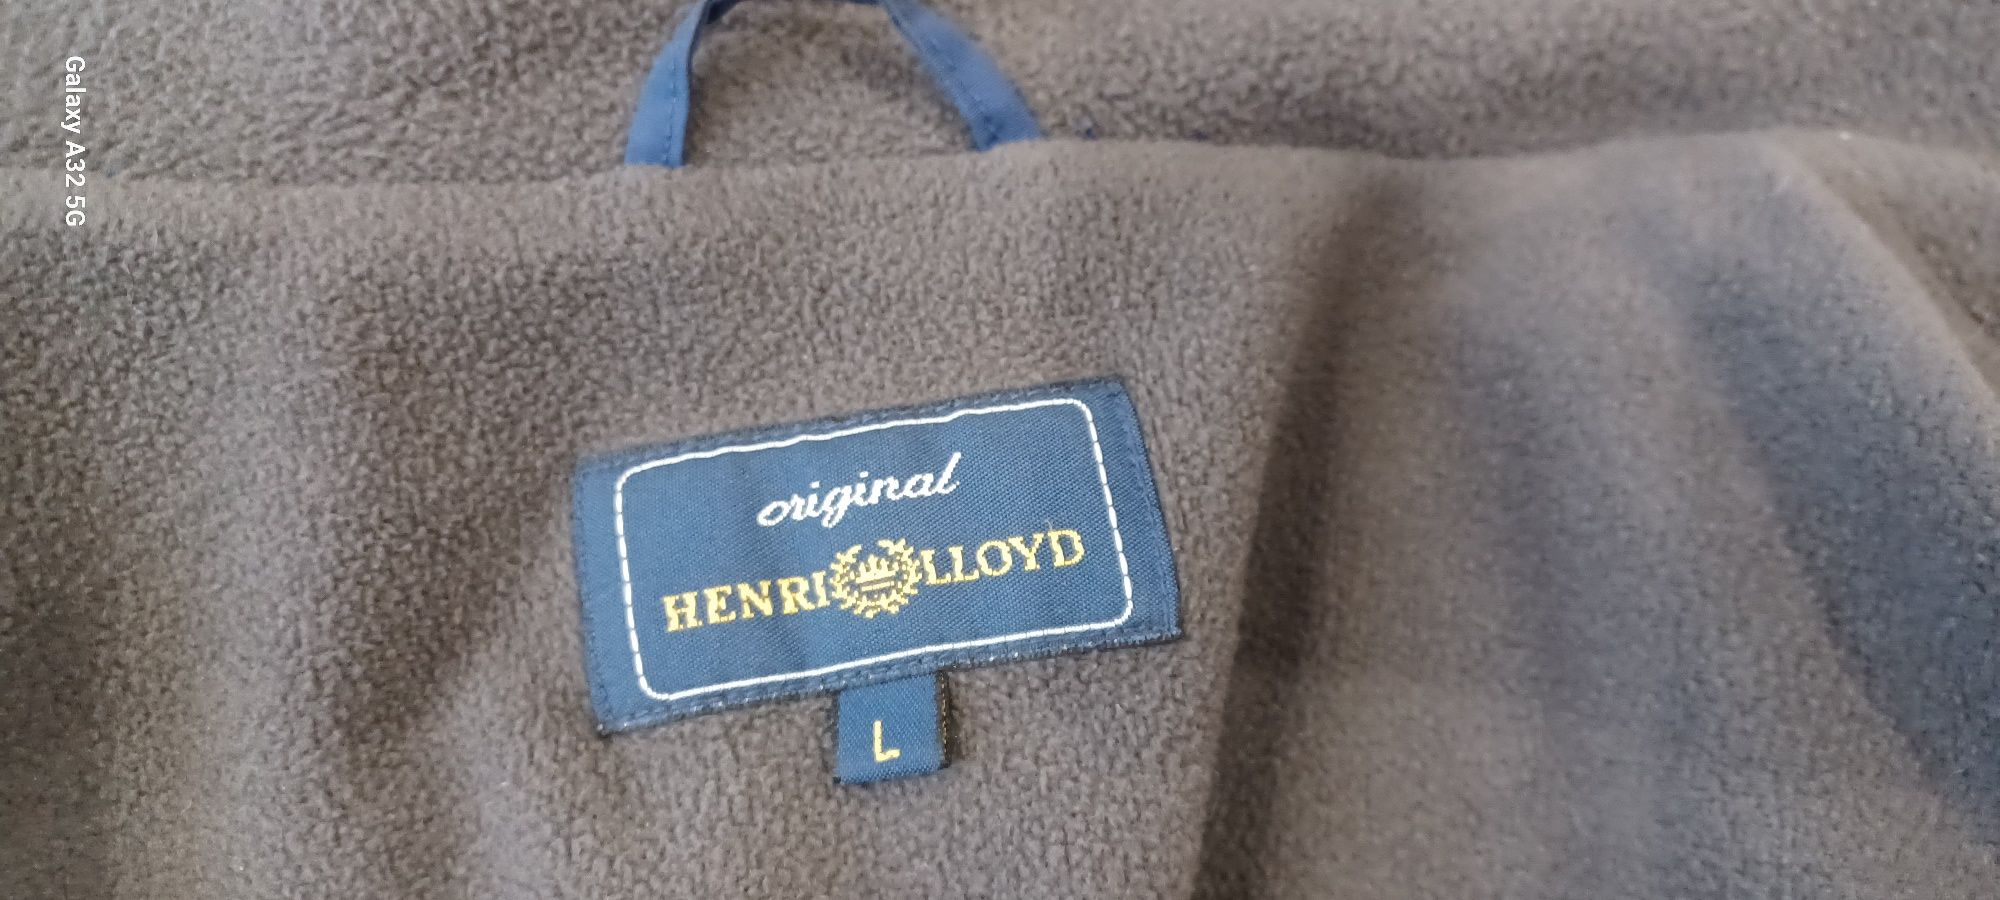 Galaxy A32 5G
original
HENRI LLOYD
L